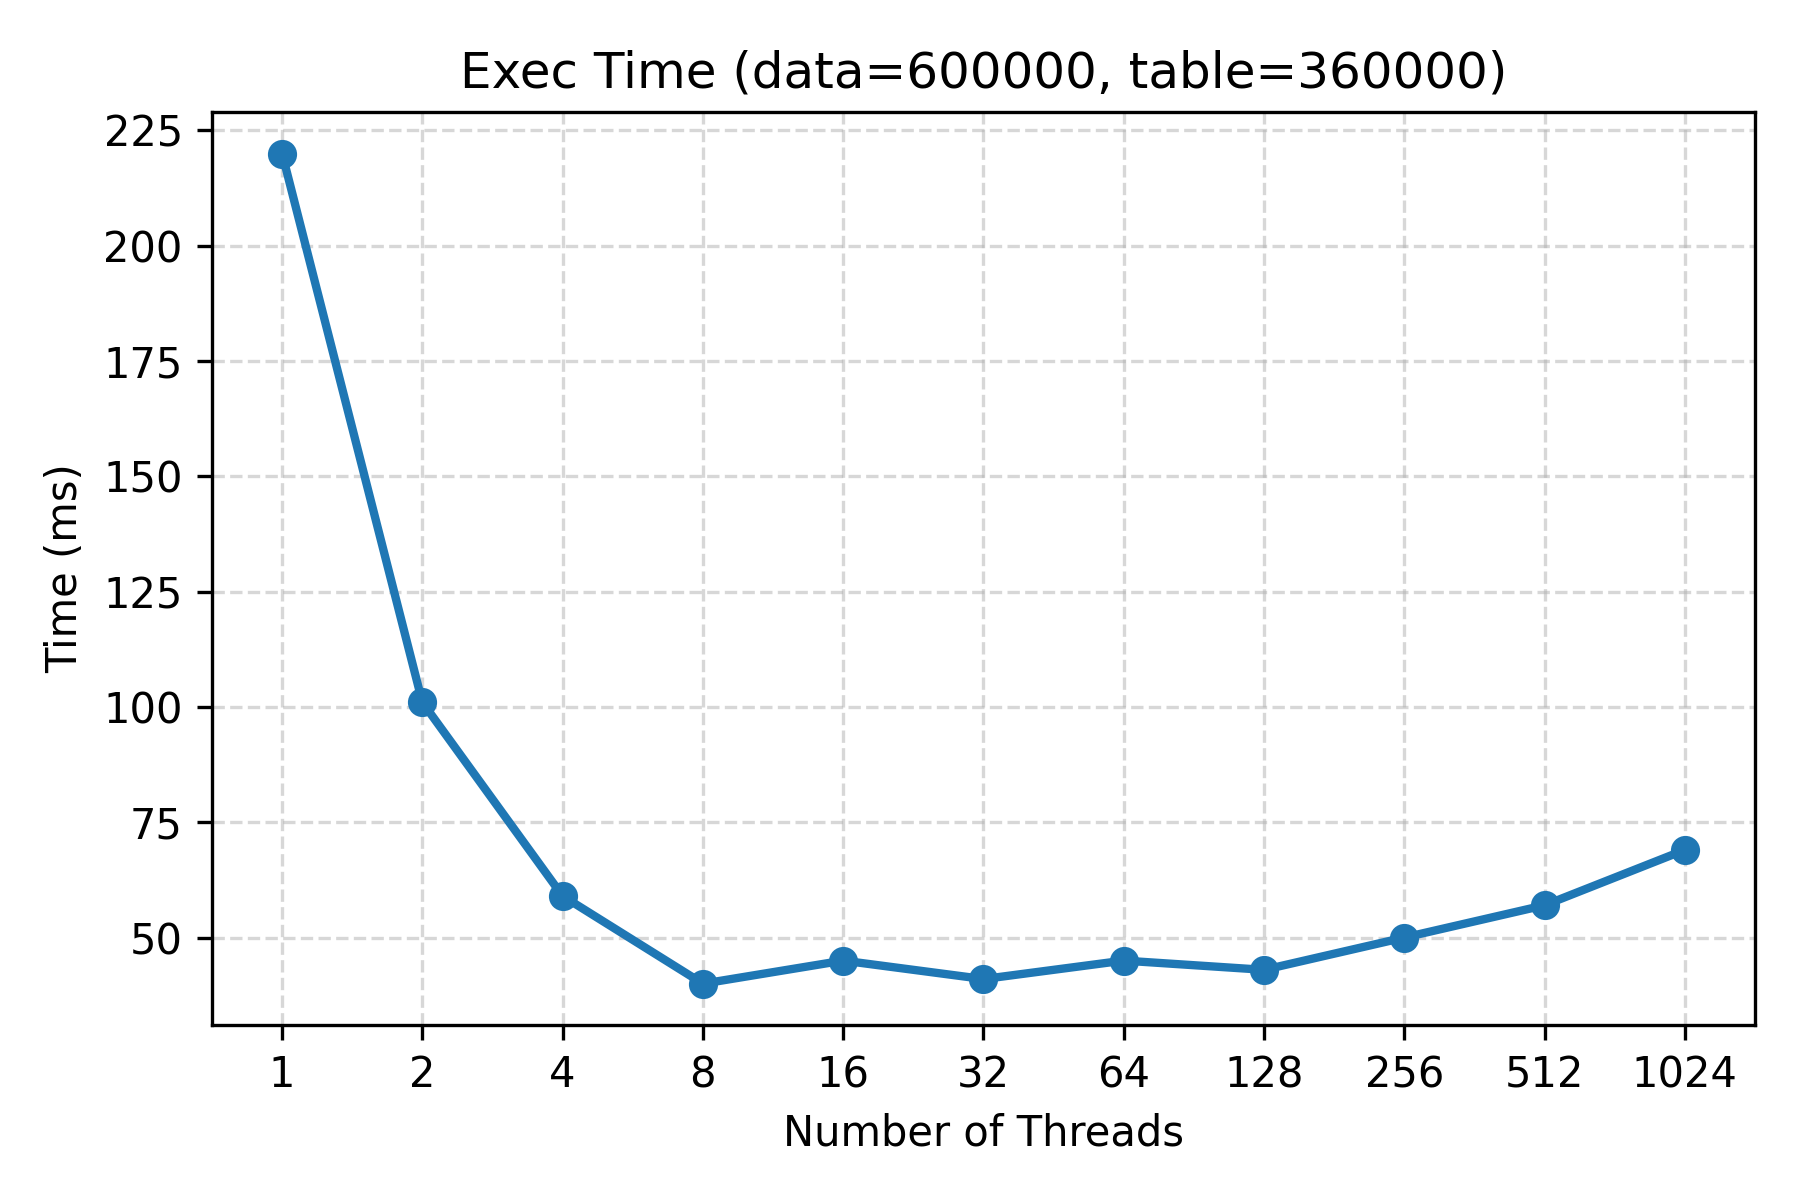 Exec Time (data=600000, table=360000)
225
200
175
150
125
100
75
50
Time (ms)
1 2 4 8 16 32 64 128 256 512 1024
Number of Threads